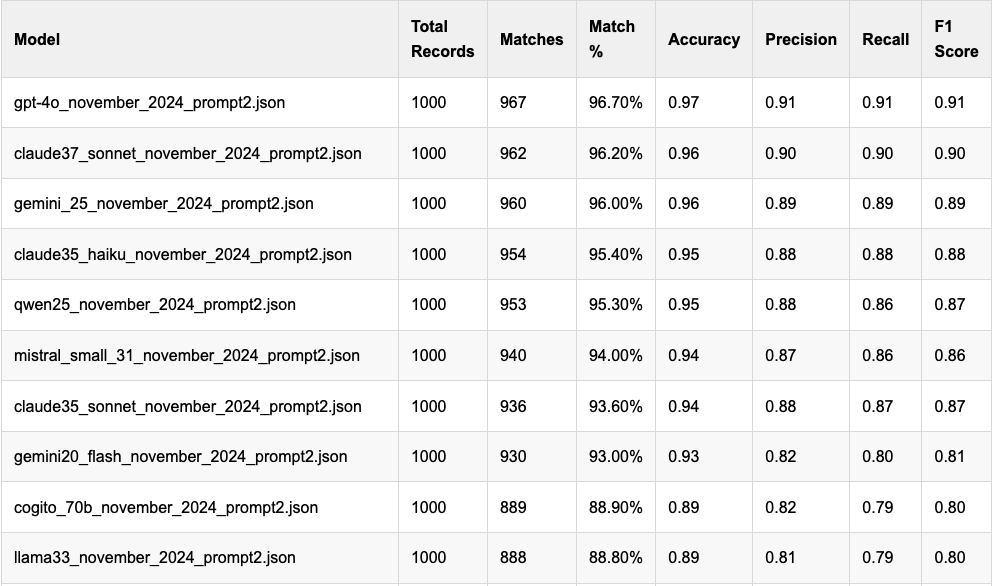 Model Total Records Matches Match % Accuracy Precision Recall F1 Score
gpt-4o_november_2024_prompt2.json 1000 967 96.70% 0.97 0.91 0.91 0.91
claude37_sonnet_november_2024_prompt2.json 1000 962 96.20% 0.96 0.90 0.90 0.90
gemini_25_november_2024_prompt2.json 1000 960 96.00% 0.96 0.89 0.89 0.89
claude35_haiku_november_2024_prompt2.json 1000 954 95.40% 0.95 0.88 0.88 0.88
qwen25_november_2024_prompt2.json 1000 953 95.30% 0.95 0.88 0.86 0.87
mistral_small_31_november_2024_prompt2.json 1000 940 94.00% 0.94 0.87 0.86 0.86
claude35_sonnet_november_2024_prompt2.json 1000 936 93.60% 0.94 0.88 0.87 0.87
gemini20_flash_november_2024_prompt2.json 1000 930 93.00% 0.93 0.82 0.80 0.81
cogito_70b_november_2024_prompt2.json 1000 889 88.90% 0.89 0.82 0.79 0.80
llama33_november_2024_prompt2.json 1000 888 88.80% 0.89 0.81 0.79 0.80